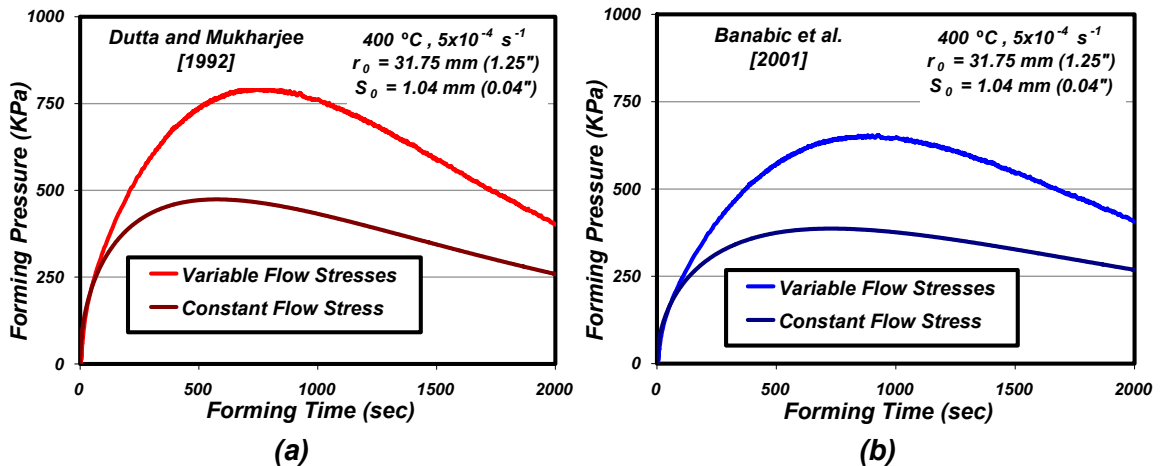 Dutta and Mukharjee
[1992]
400 °C , 5x10⁻⁴ s⁻¹
r₀ = 31.75 mm (1.25")
S₀ = 1.04 mm (0.04")
Forming Pressure (KPa)
1000
750
500
250
0
Variable Flow Stresses
Constant Flow Stress
0 500 1000 1500 2000
Forming Time (sec)
(a)
Banabic et al.
[2001]
400 °C , 5x10⁻⁴ s⁻¹
r₀ = 31.75 mm (1.25")
S₀ = 1.04 mm (0.04")
Forming Pressure (KPa)
1000
750
500
250
0
Variable Flow Stresses
Constant Flow Stress
0 500 1000 1500 2000
Forming Time (sec)
(b)